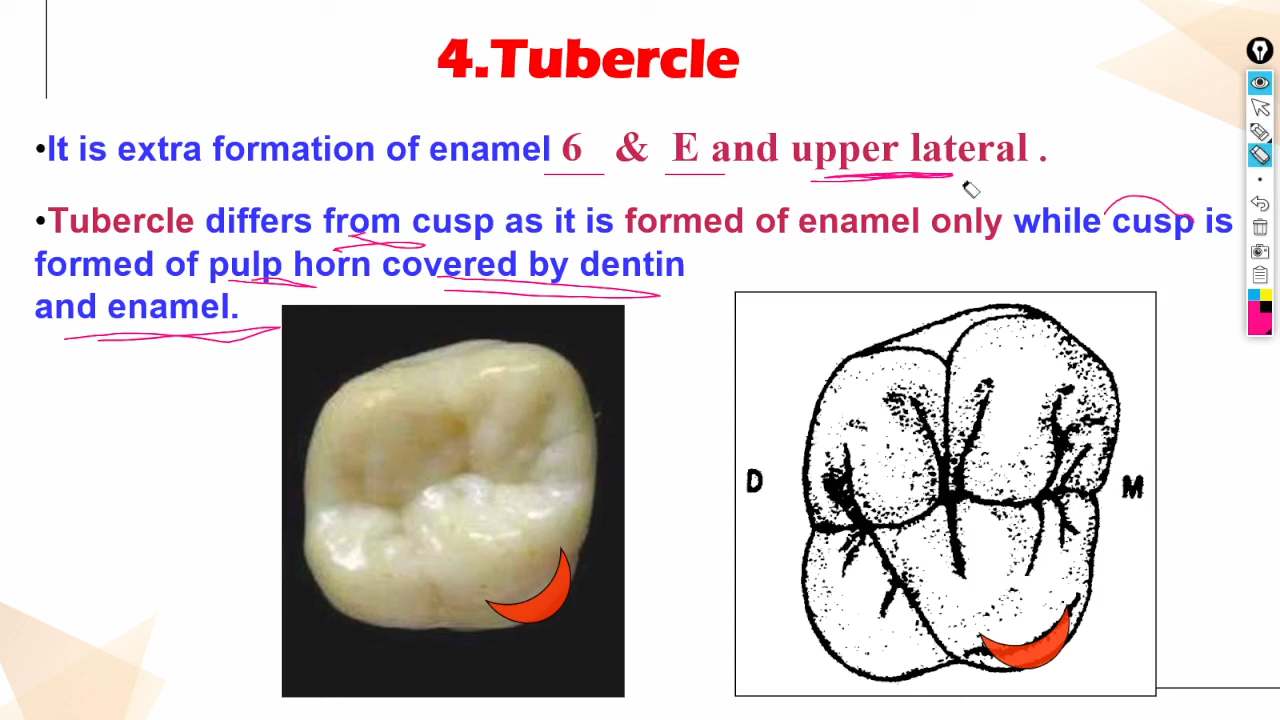 4.Tubercle
•It is extra formation of enamel 6 & E and upper lateral .
•Tubercle differs from cusp as it is formed of enamel only while cusp is
formed of pulp horn covered by dentin
and enamel.
D
M